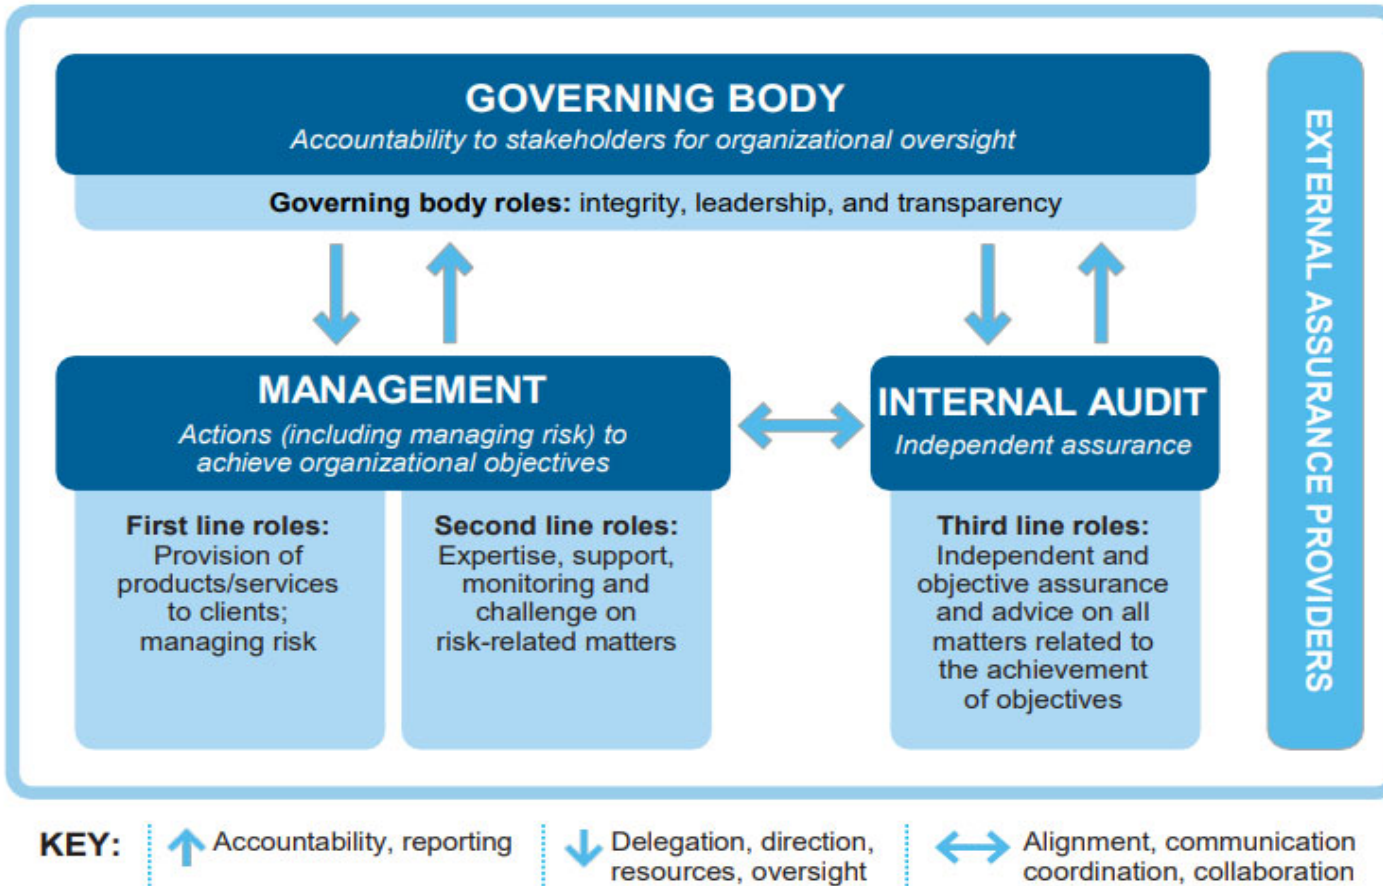 GOVERNING BODY
Accountability to stakeholders for organizational oversight
Governing body roles: integrity, leadership, and transparency
MANAGEMENT
Actions (including managing risk) to
achieve organizational objectives
First line roles:
Provision of
products/services
to clients;
managing risk
Second line roles:
Expertise, support,
monitoring and
challenge on
risk-related matters
INTERNAL AUDIT
Independent assurance
Third line roles:
Independent and
objective assurance
and advice on all
matters related to
the achievement
of objectives
EXTERNAL ASSURANCE PROVIDERS
KEY:
Accountability, reporting
Delegation, direction,
resources, oversight
Alignment, communication
coordination, collaboration